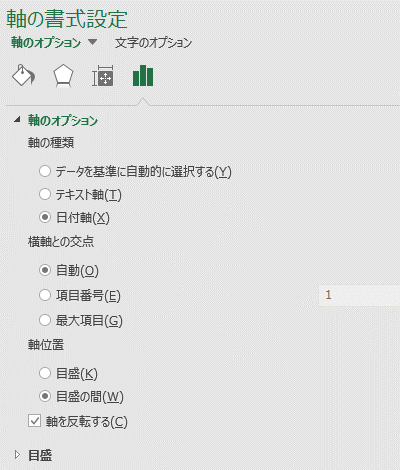 軸の書式設定
軸のオプション 文字のオプション
軸のオプション
軸の種類
データを基準に自動的に選択する(Y)
テキスト軸(T)
日付軸(X)
横軸との交点
自動(O)
項目番号(E) 1
最大項目(G)
軸位置
目盛(K)
目盛の間(W)
軸を反転する(C)
目盛